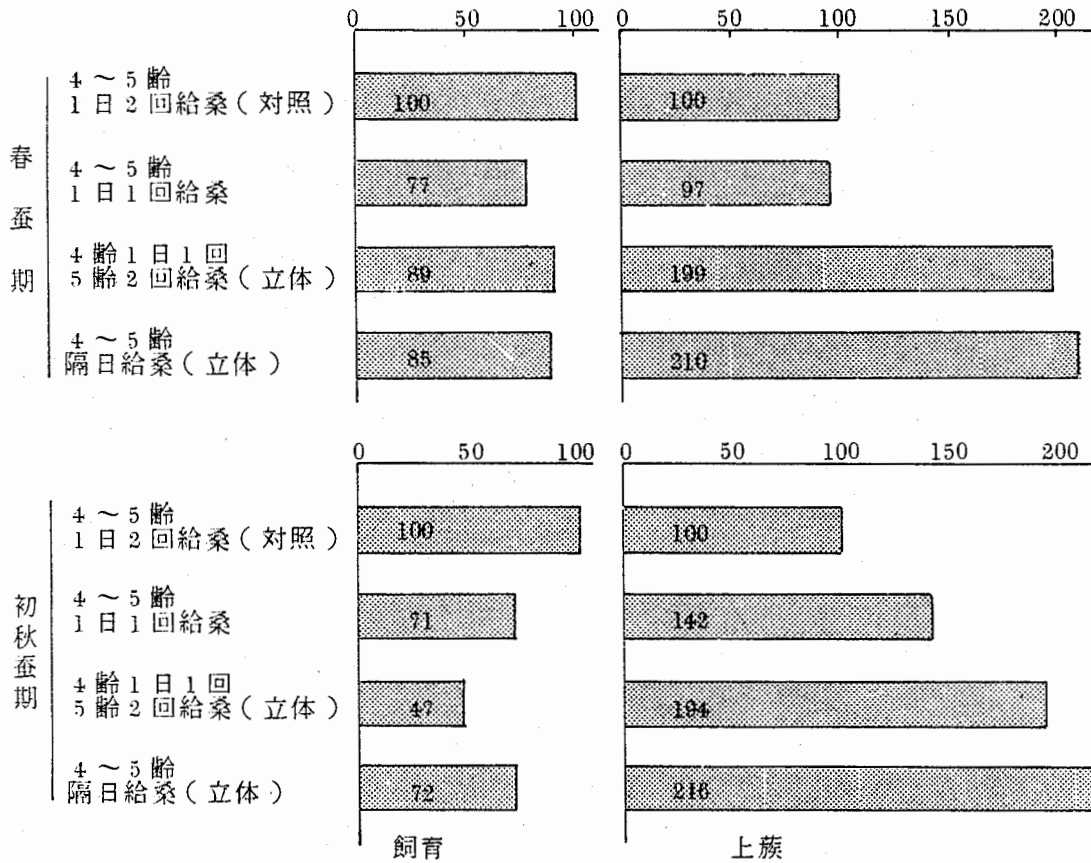 0 50 100 0 50 100 150 200
春蚕期
4～5齢
1日2回給桑(対照) 100 100
4～5齢
1日1回給桑 77 97
4齢1日1回
5齢2回給桑(立体) 89 199
4～5齢
隔日給桑(立体) 85 210
0 50 100 0 50 100 150 200
初秋蚕期
4～5齢
1日2回給桑(対照) 100 100
4～5齢
1日1回給桑 71 142
4齢1日1回
5齢2回給桑(立体) 47 194
4～5齢
隔日給桑(立体) 72 216
飼育 上蔟